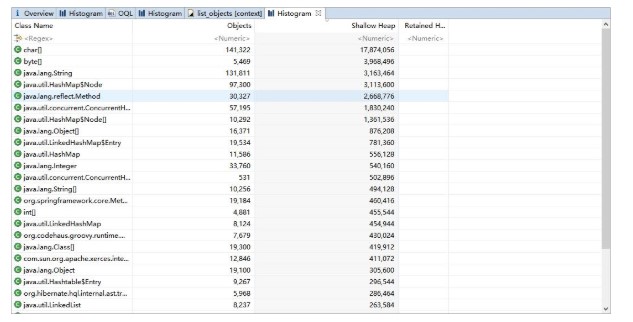 Overview Histogram OQL Histogram list_objects [context] Histogram
Class Name Objects Shallow Heap Retained H...
<Regex> <Numeric> <Numeric> <Numeric>
char[] 141,322 17,874,056
byte[] 5,469 3,968,496
java.lang.String 131,811 3,163,464
java.util.HashMap$Node 97,300 3,113,600
java.lang.reflect.Method 30,327 2,668,776
java.util.concurrent.ConcurrentH... 57,195 1,830,240
java.util.HashMap$Node[] 10,292 1,361,536
java.lang.Object[] 16,371 876,208
java.util.LinkedHashMap$Entry 19,534 781,360
java.util.HashMap 11,586 556,128
java.lang.Integer 33,760 540,160
java.util.concurrent.ConcurrentH... 531 502,896
java.lang.String[] 10,256 494,128
org.springframework.core.Met... 19,184 460,416
int[] 4,881 455,544
java.util.LinkedHashMap 8,124 454,944
org.codehaus.groovy.runtime.... 7,679 430,024
java.lang.Class[] 19,300 419,912
com.sun.org.apache.xerces.inte... 12,846 411,072
java.lang.Object 19,100 305,600
java.util.Hashtable$Entry 9,267 296,544
org.hibernate.hql.internal.ast.tr... 5,968 286,464
java.util.LinkedList 8,237 263,584